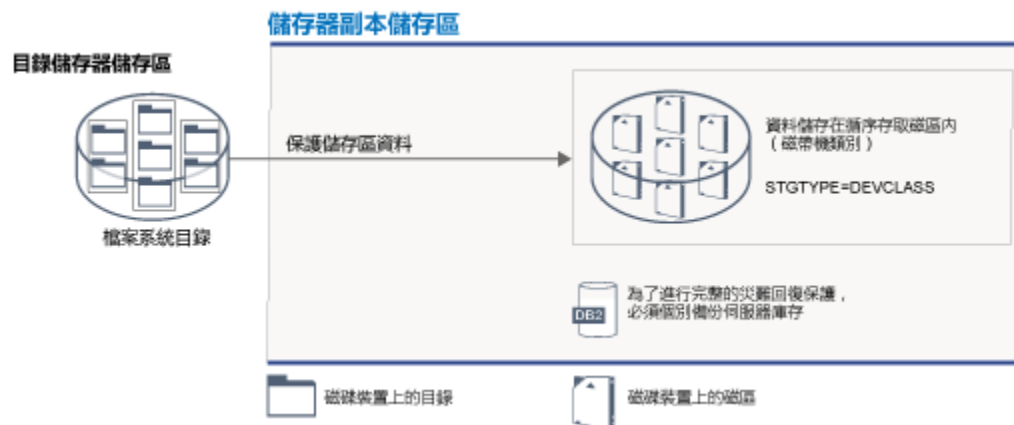 儲存器副本儲存區
目錄儲存器儲存區
保護儲存區資料
資料儲存在循序存取磁區內
（磁帶機類別）
STGTYPE=DEVCLASS
檔案系統目錄
DB2
為了進行完整的災難回復保護，
必須個別備份伺服器庫存
磁碟裝置上的目錄
磁碟裝置上的磁區